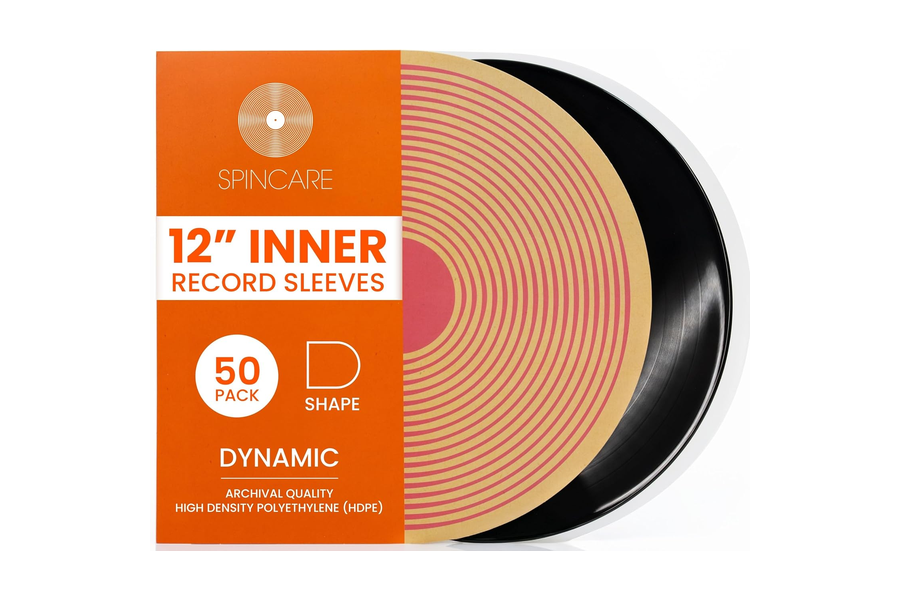 SPINCARE
12” INNER
RECORD SLEEVES
50
PACK
SHAPE
DYNAMIC
ARCHIVAL QUALITY
HIGH DENSITY POLYETHYLENE (HDPE)